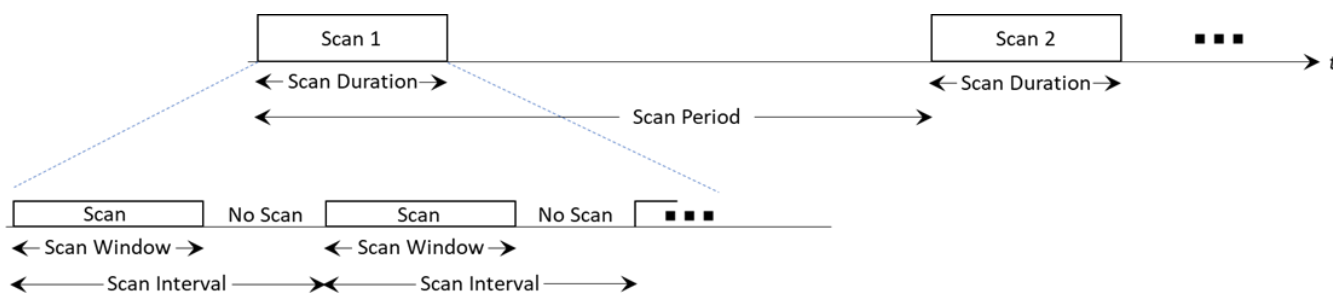 Scan 1
Scan 2
t
Scan Duration
Scan Duration
Scan Period
Scan
No Scan
Scan
No Scan
Scan Window
Scan Window
Scan Interval
Scan Interval